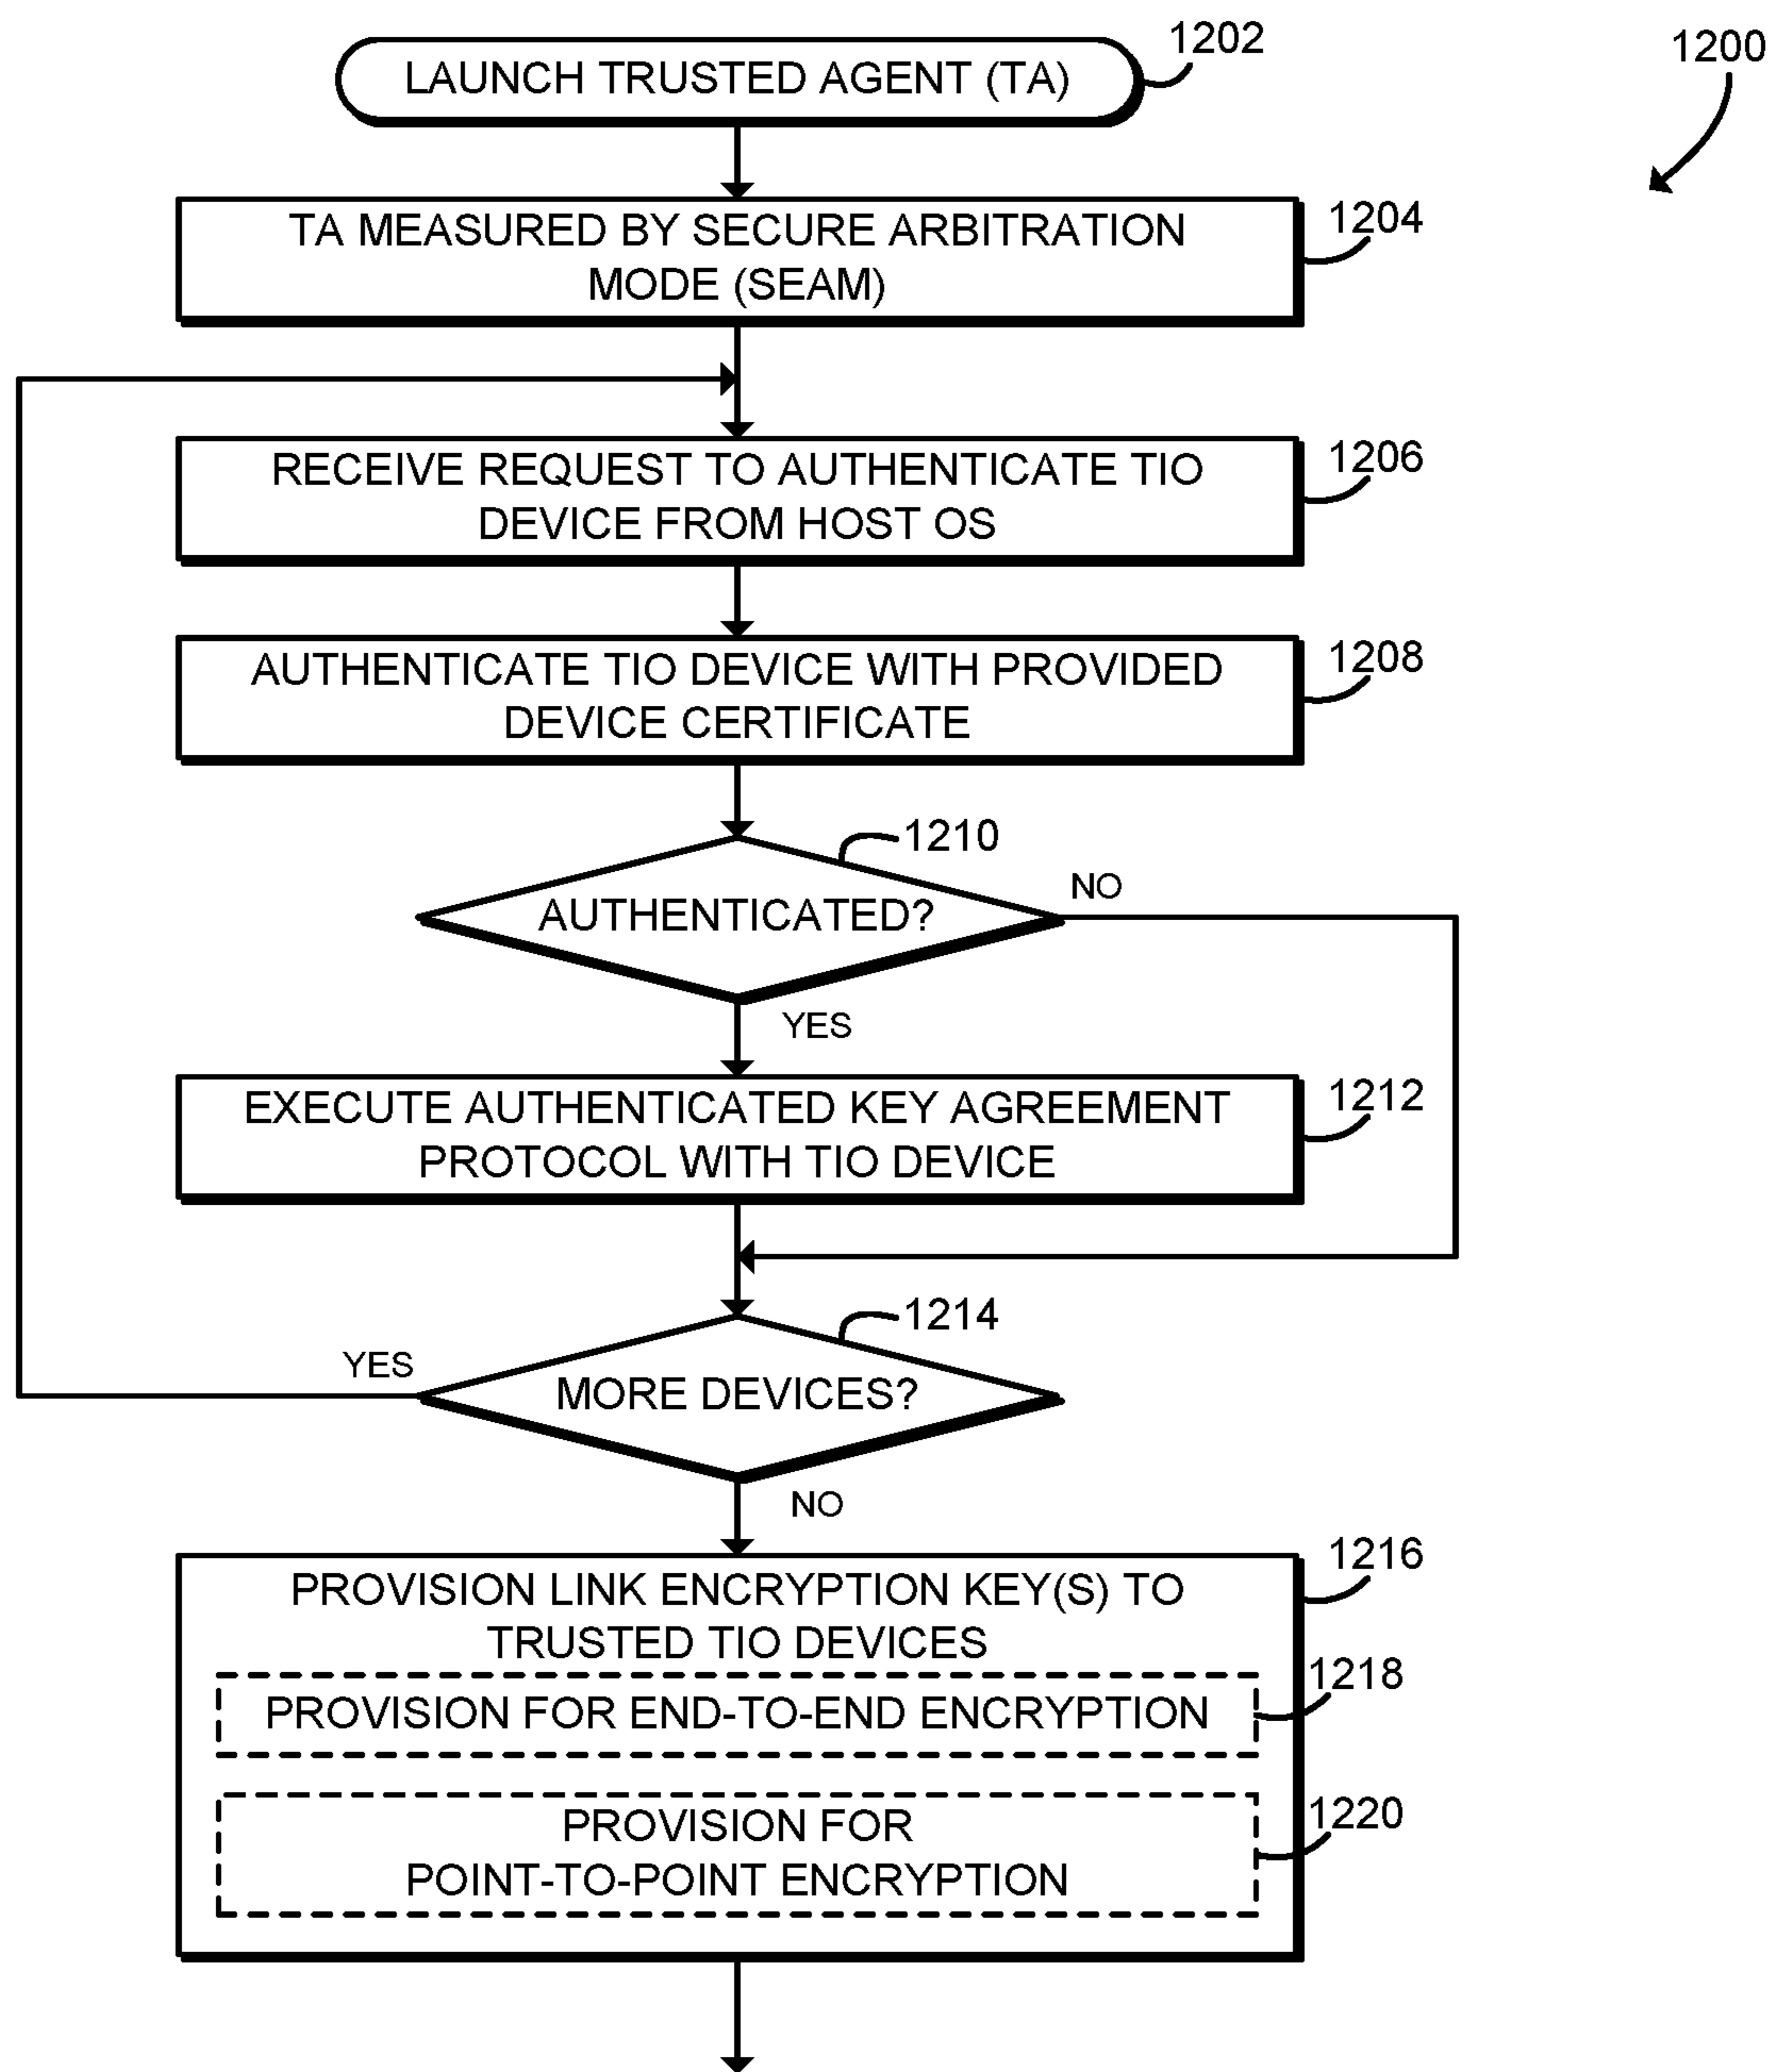 1202
1200
LAUNCH TRUSTED AGENT (TA)
1204
TA MEASURED BY SECURE ARBITRATION
MODE (SEAM)
1206
RECEIVE REQUEST TO AUTHENTICATE TIO
DEVICE FROM HOST OS
1208
AUTHENTICATE TIO DEVICE WITH PROVIDED
DEVICE CERTIFICATE
1210
NO
AUTHENTICATED?
YES
1212
EXECUTE AUTHENTICATED KEY AGREEMENT
PROTOCOL WITH TIO DEVICE
1214
YES
MORE DEVICES?
NO
1216
PROVISION LINK ENCRYPTION KEY(S) TO
TRUSTED TIO DEVICES
1218
PROVISION FOR END-TO-END ENCRYPTION
1220
PROVISION FOR
POINT-TO-POINT ENCRYPTION